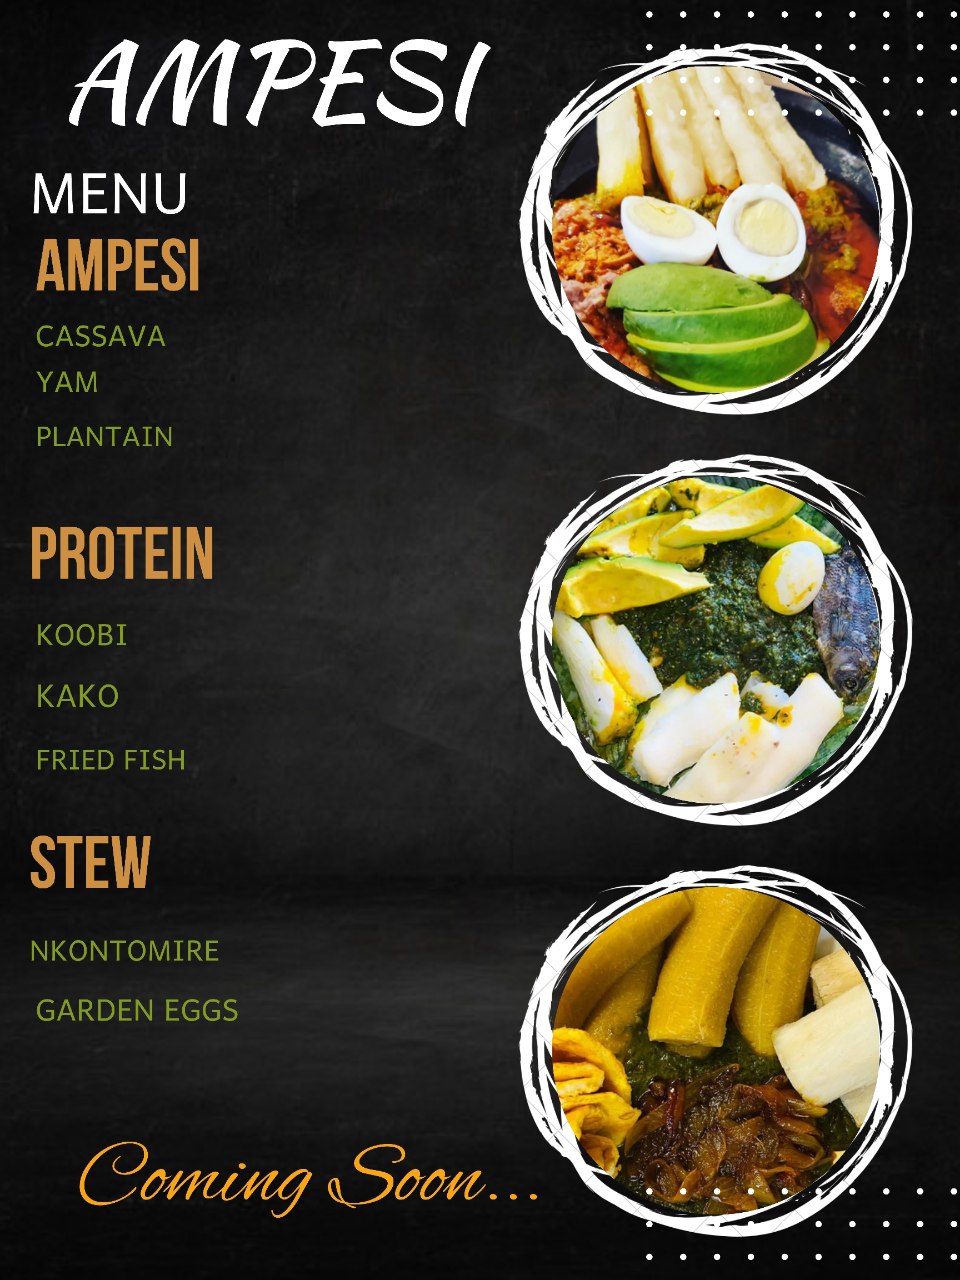 AMPESI
MENU
AMPESI
CASSAVA
YAM
PLANTAIN
PROTEIN
KOOBI
KAKO
FRIED FISH
STEW
NKONTOMIRE
GARDEN EGGS
Coming Soon...